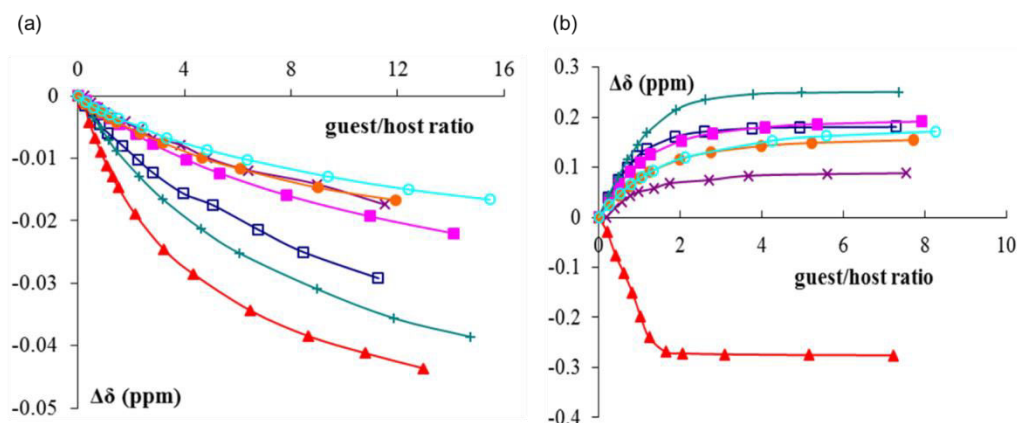 (a)
(b)
0 4 8 12 16
0
guest/host ratio
-0.01
-0.02
-0.03
-0.04
-0.05
Δδ (ppm)
0.3
Δδ (ppm)
0.2
0.1
0
0 2 4 6 8 10
guest/host ratio
-0.1
-0.2
-0.3
-0.4